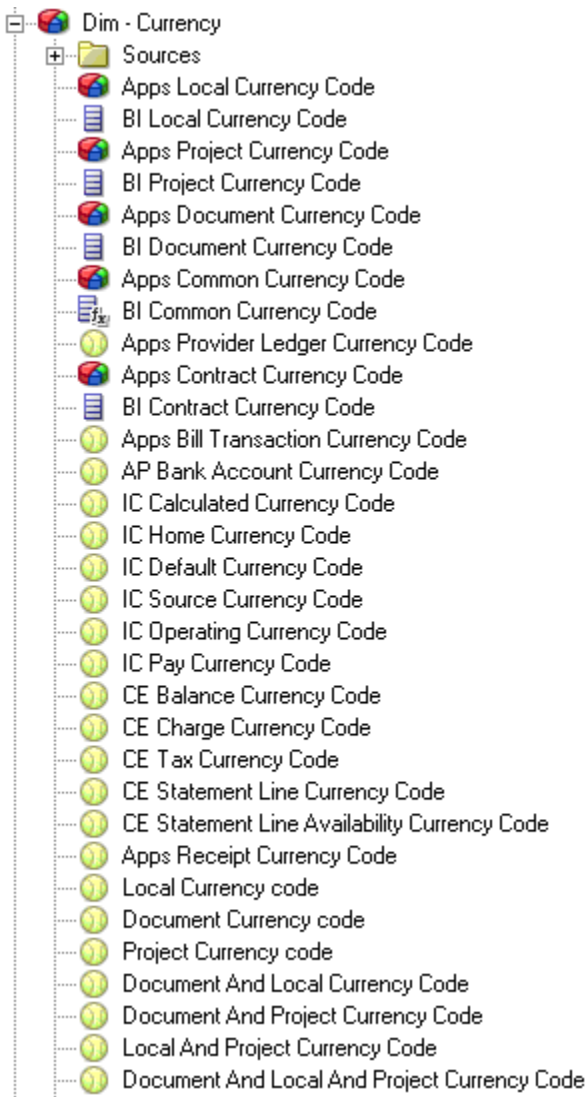 Dim - Currency
Sources
Apps Local Currency Code
BI Local Currency Code
Apps Project Currency Code
BI Project Currency Code
Apps Document Currency Code
BI Document Currency Code
Apps Common Currency Code
BI Common Currency Code
Apps Provider Ledger Currency Code
Apps Contract Currency Code
BI Contract Currency Code
Apps Bill Transaction Currency Code
AP Bank Account Currency Code
IC Calculated Currency Code
IC Home Currency Code
IC Default Currency Code
IC Source Currency Code
IC Operating Currency Code
IC Pay Currency Code
CE Balance Currency Code
CE Charge Currency Code
CE Tax Currency Code
CE Statement Line Currency Code
CE Statement Line Availability Currency Code
Apps Receipt Currency Code
Local Currency code
Document Currency code
Project Currency code
Document And Local Currency Code
Document And Project Currency Code
Local And Project Currency Code
Document And Local And Project Currency Code